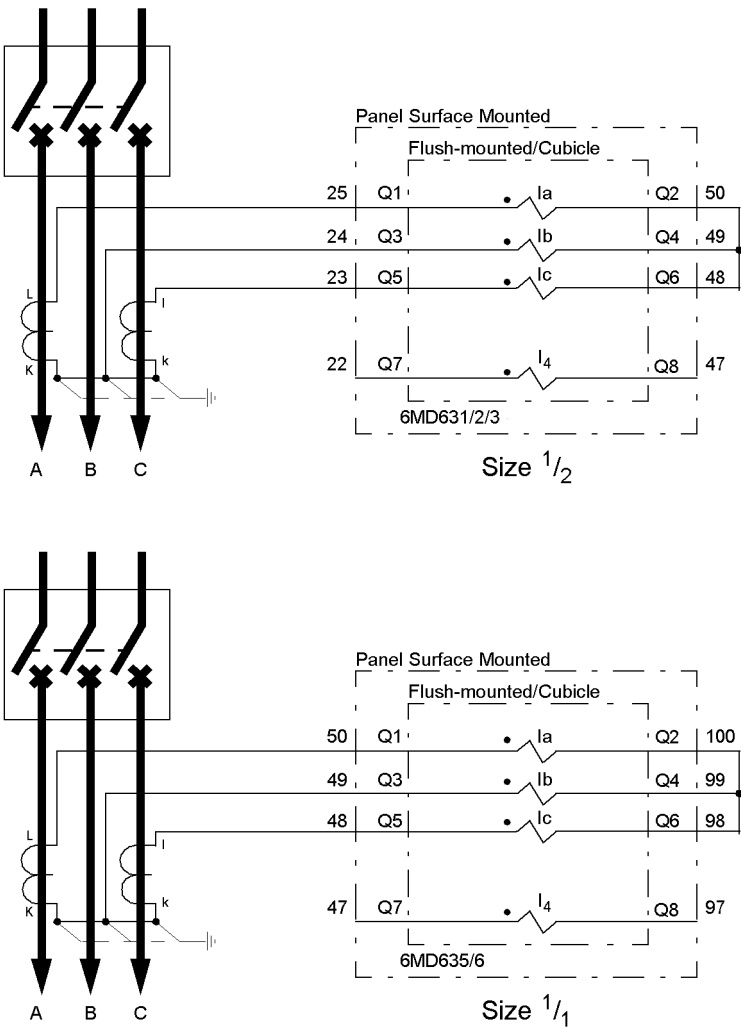 Panel Surface Mounted
Flush-mounted/Cubicle
25 Q1 Ia Q2 50
24 Q3 Ib Q4 49
23 Q5 Ic Q6 48
L l
K k
22 Q7 I4 Q8 47
6MD631/2/3
A B C
Size 1/2
Panel Surface Mounted
Flush-mounted/Cubicle
50 Q1 Ia Q2 100
49 Q3 Ib Q4 99
48 Q5 Ic Q6 98
L l
K k
47 Q7 I4 Q8 97
6MD635/6
A B C
Size 1/1